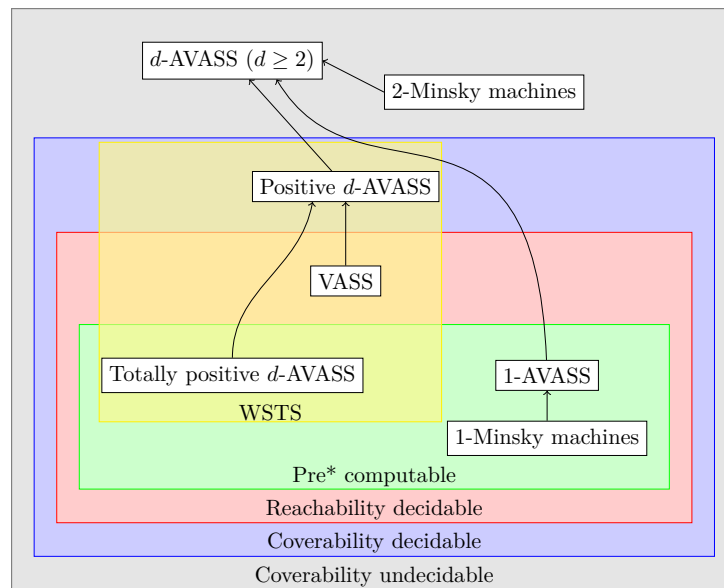 d-AVASS (d ≥ 2)
2-Minsky machines
Positive d-AVASS
VASS
Totally positive d-AVASS
1-AVASS
WSTS
1-Minsky machines
Pre* computable
Reachability decidable
Coverability decidable
Coverability undecidable